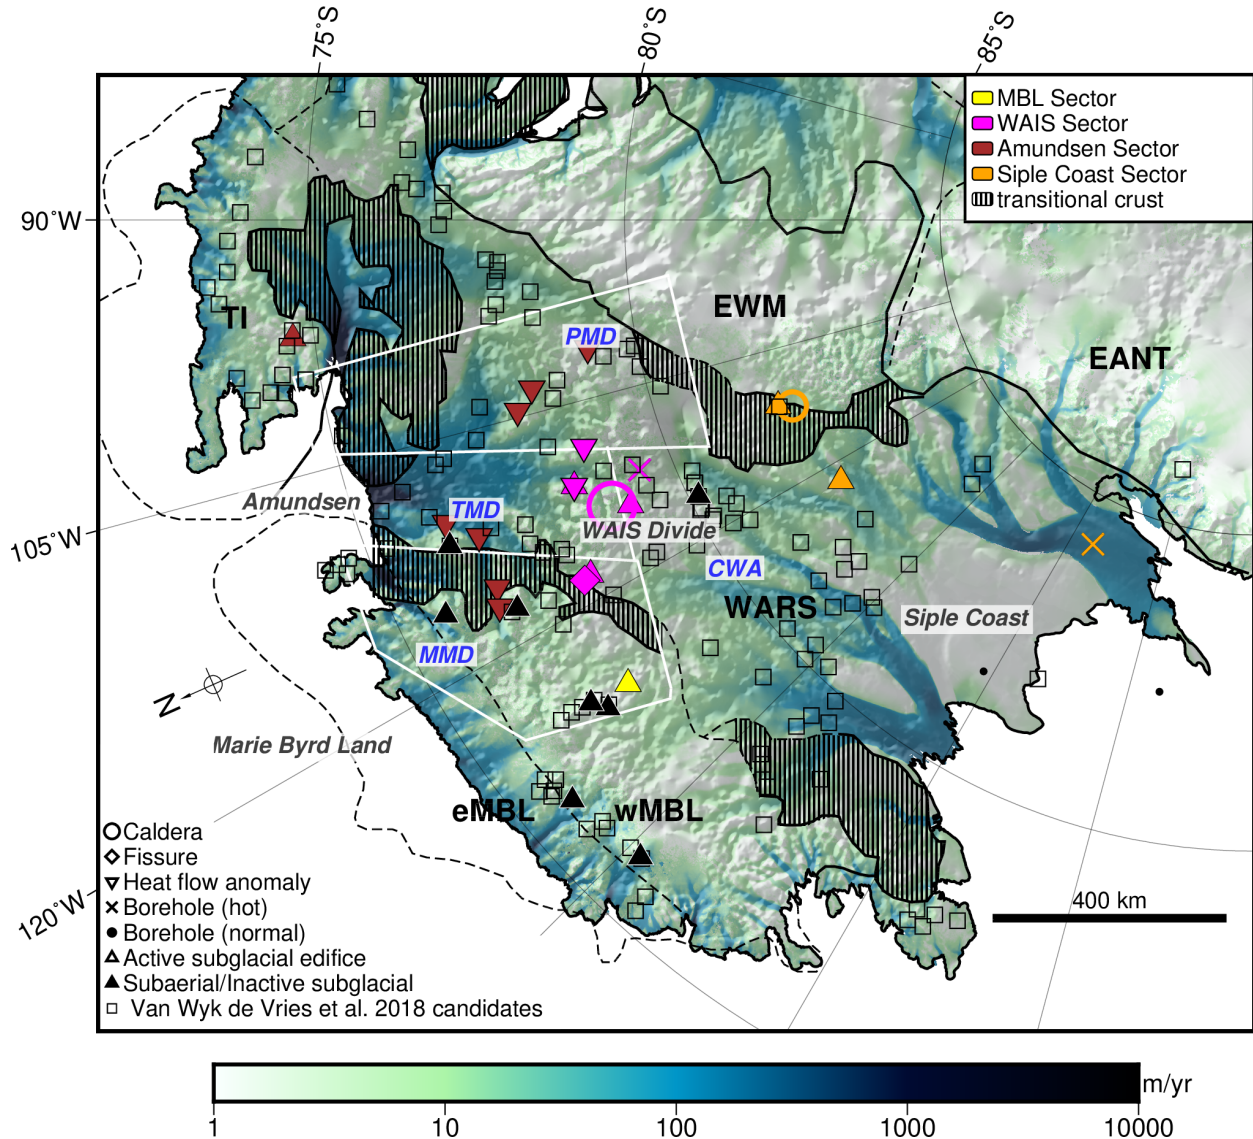 75°S
80°S
85°S
MBL Sector
WAIS Sector
Amundsen Sector
Siple Coast Sector
transitional crust
90°W
TI
EWM
PMD
EANT
Amundsen
TMD
WAIS Divide
105°W
CWA
WARS
Siple Coast
MMD
N
Marie Byrd Land
eMBL
wMBL
Caldera
Fissure
Heat flow anomaly
Borehole (hot)
Borehole (normal)
Active subglacial edifice
Subaerial/Inactive subglacial
Van Wyk de Vries et al. 2018 candidates
120°W
400 km
m/yr
1 10 100 1000 10000